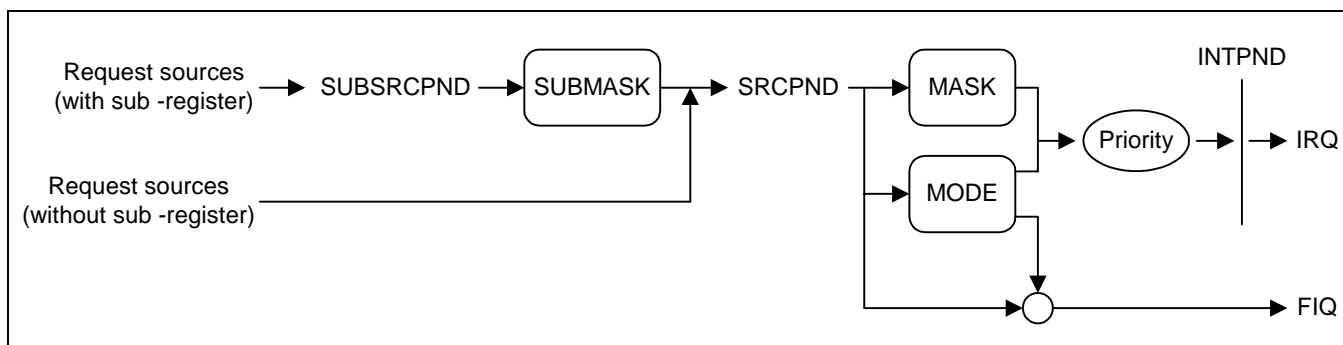 Request sources
(with sub -register)
SUBSRCPND
SUBMASK
SRCPND
MASK
INTPND
Priority
IRQ
Request sources
(without sub -register)
MODE
FIQ